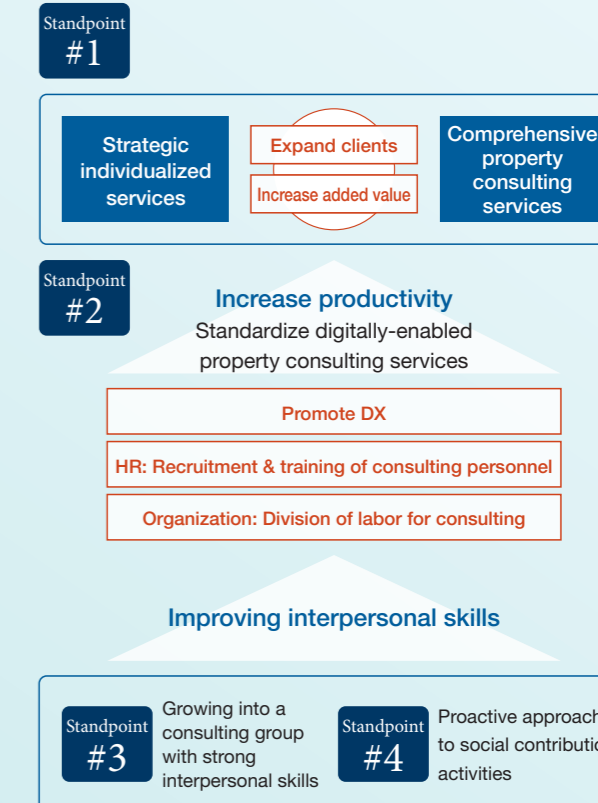 Standpoint
#1
Strategic
individualized
services
Expand clients
Increase added value
Comprehensive
property
consulting
services
Standpoint
#2
Increase productivity
Standardize digitally-enabled
property consulting services
Promote DX
HR: Recruitment & training of consulting personnel
Organization: Division of labor for consulting
Improving interpersonal skills
Standpoint
#3
Growing into a
consulting group
with strong
interpersonal skills
Standpoint
#4
Proactive approach
to social contributio
activities